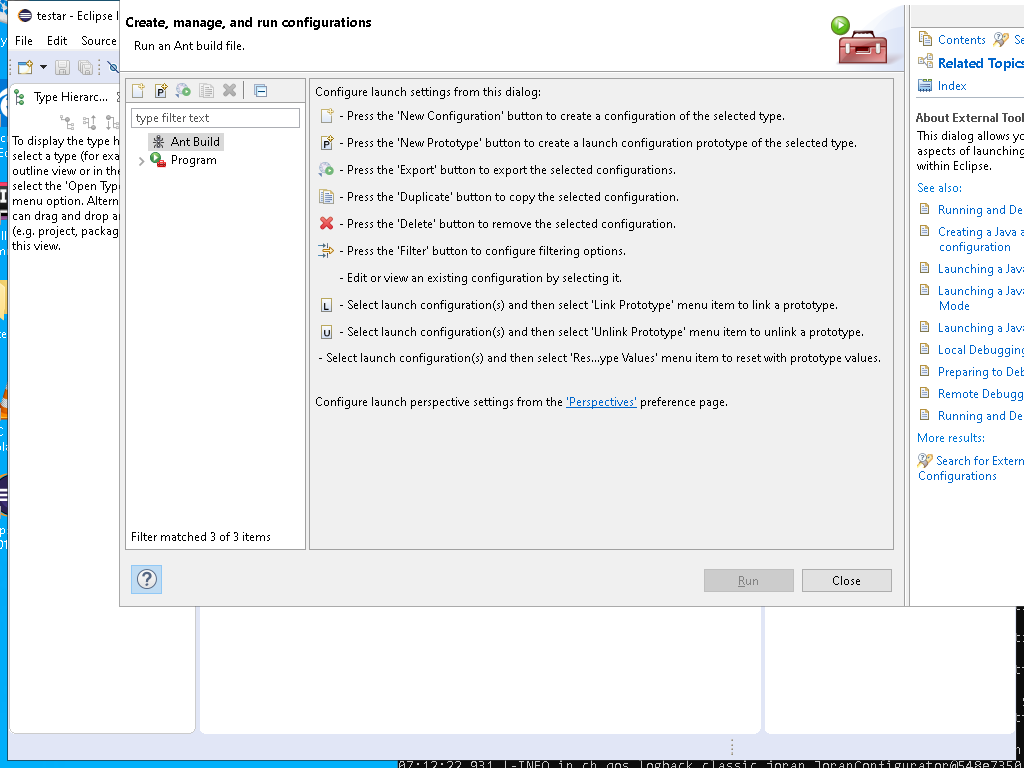 testar - Eclipse I
File Edit Source
Type Hierarc...
To display the type h
select a type (for exa
outline view or in the
select the 'Open Type
menu option. Altern
can drag and drop a
(e.g. project, packag
this view.
Create, manage, and run configurations
Run an Ant build file.
type filter text
Ant Build
Program
Filter matched 3 of 3 items
Configure launch settings from this dialog:
- Press the 'New Configuration' button to create a configuration of the selected type.
- Press the 'New Prototype' button to create a launch configuration prototype of the selected type.
- Press the 'Export' button to export the selected configurations.
- Press the 'Duplicate' button to copy the selected configuration.
- Press the 'Delete' button to remove the selected configuration.
- Press the 'Filter' button to configure filtering options.
- Edit or view an existing configuration by selecting it.
L - Select launch configuration(s) and then select 'Link Prototype' menu item to link a prototype.
U - Select launch configuration(s) and then select 'Unlink Prototype' menu item to unlink a prototype.
- Select launch configuration(s) and then select 'Res...ype Values' menu item to reset with prototype values.
Configure launch perspective settings from the 'Perspectives' preference page.
?
Run Close
Contents Se
Related Topics
Index
About External Tool
This dialog allows yo
aspects of launching
within Eclipse.
See also:
Running and De
Creating a Java a
configuration
Launching a Java
Launching a Java
Mode
Launching a Java
Local Debugging
Preparing to Deb
Remote Debugg
Running and De
More results:
Search for Extern
Configurations
07:12:22,931 |-INFO in ch.qos.logback.classic.joran.JoranConfigurator@548e7350